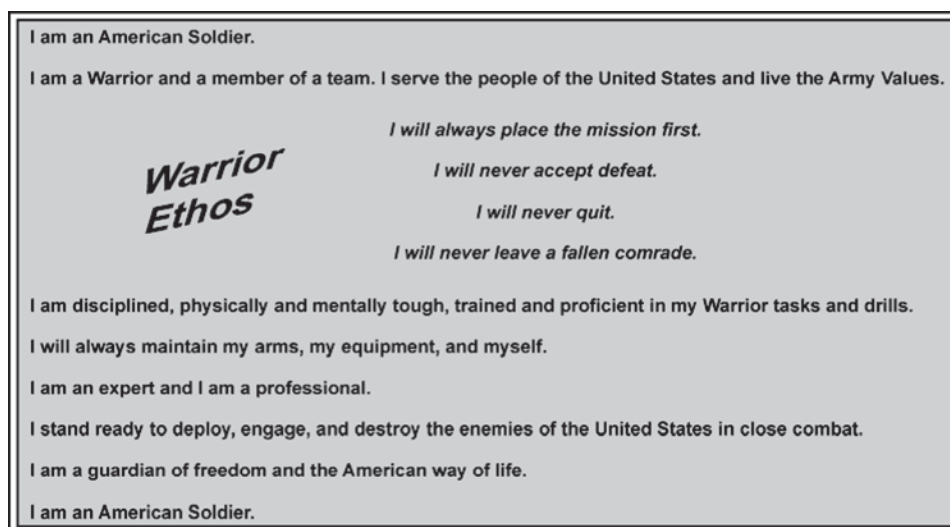 I am an American Soldier.
I am a Warrior and a member of a team. I serve the people of the United States and live the Army Values.
I will always place the mission first.
Warrior
Ethos
I will never accept defeat.
I will never quit.
I will never leave a fallen comrade.
I am disciplined, physically and mentally tough, trained and proficient in my Warrior tasks and drills.
I will always maintain my arms, my equipment, and myself.
I am an expert and I am a professional.
I stand ready to deploy, engage, and destroy the enemies of the United States in close combat.
I am a guardian of freedom and the American way of life.
I am an American Soldier.